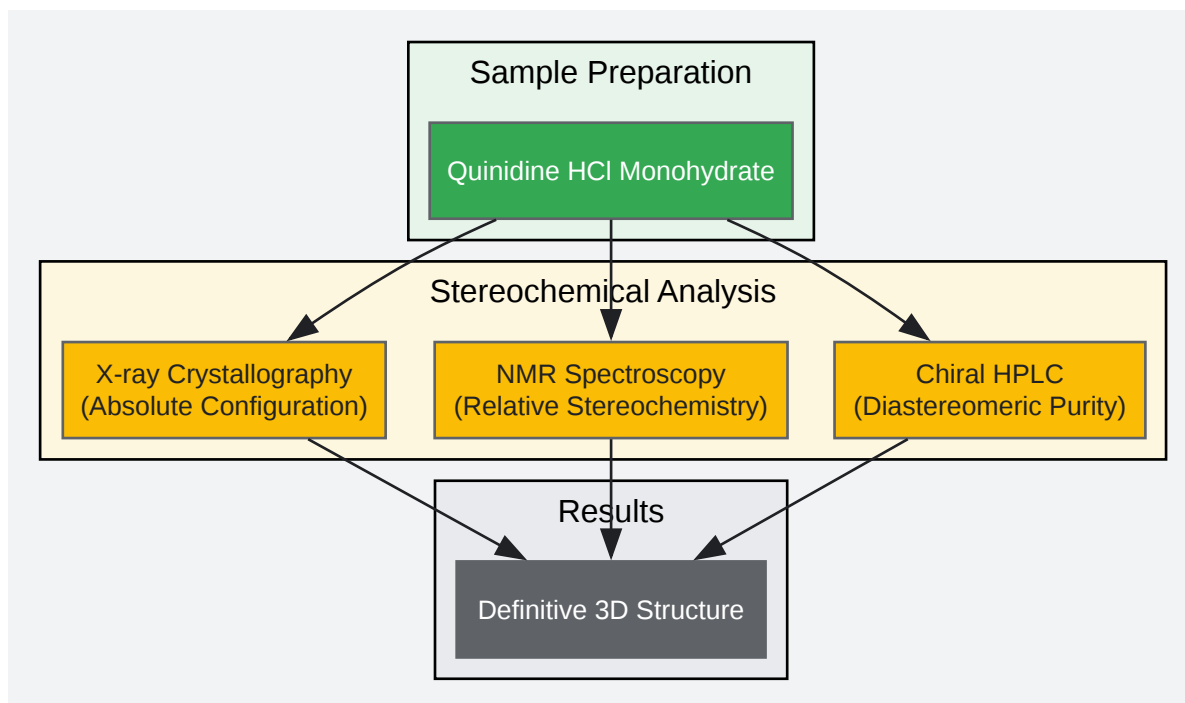 Sample Preparation
Quinidine HCl Monohydrate
Stereochemical Analysis
X-ray Crystallography
(Absolute Configuration)
NMR Spectroscopy
(Relative Stereochemistry)
Chiral HPLC
(Diastereomeric Purity)
Results
Definitive 3D Structure